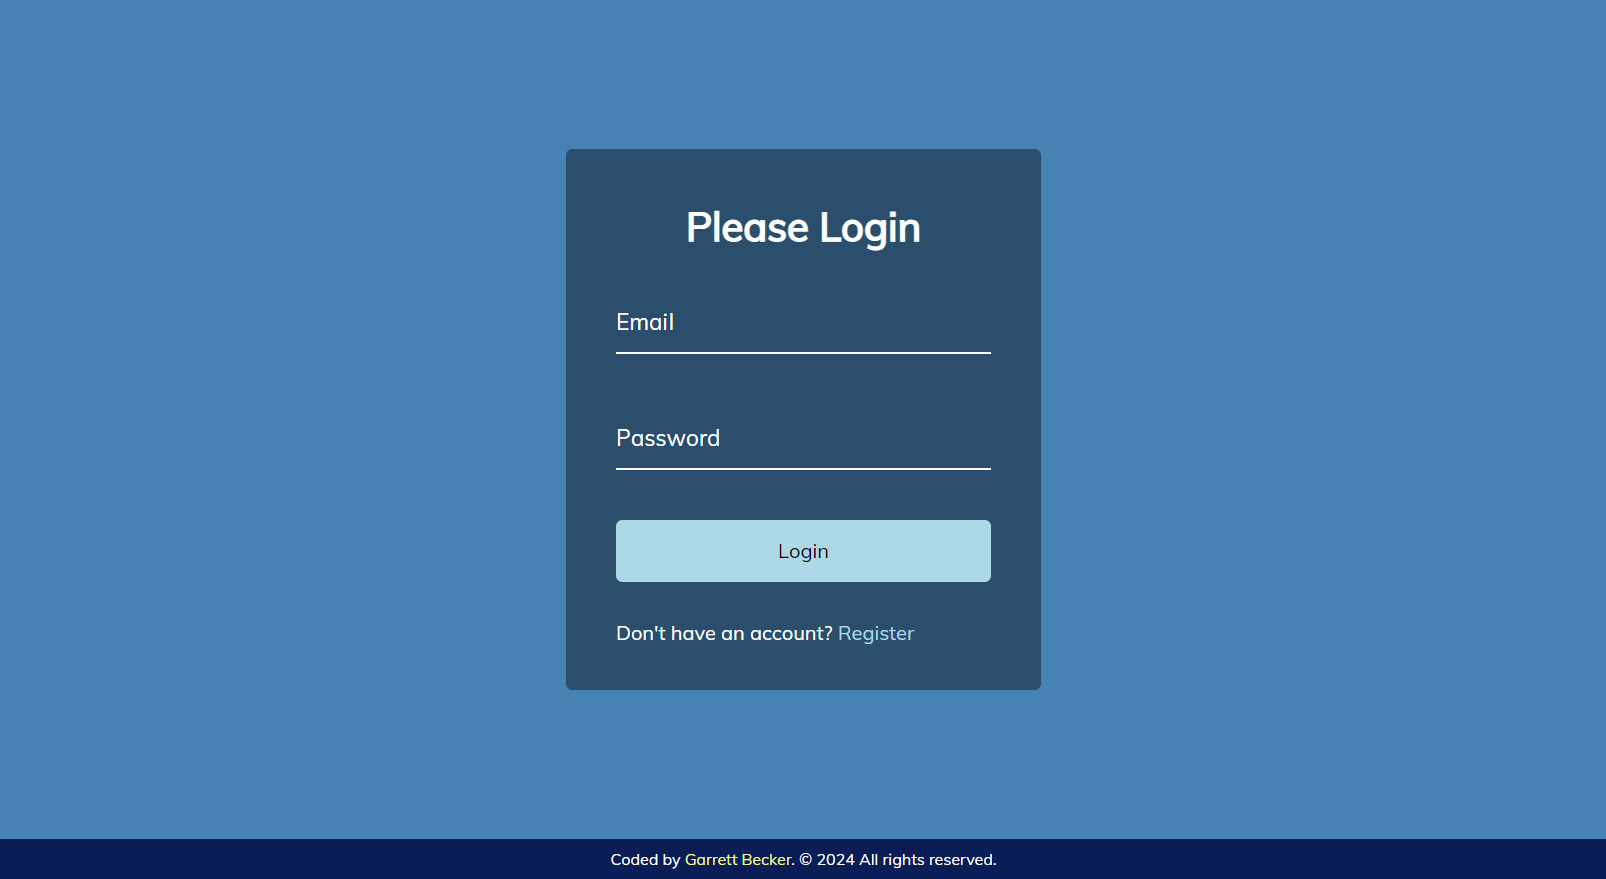 Please Login
Email
Password
Login
Don't have an account? Register
Coded by Garrett Becker. © 2024 All rights reserved.